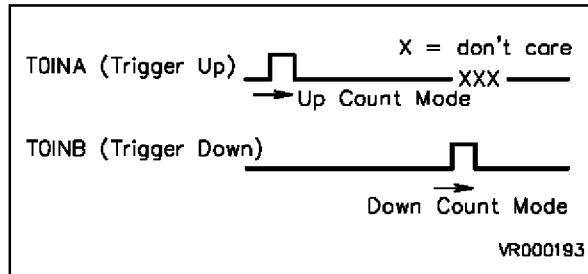 X = don't care
T0INA (Trigger Up)
XXX
Up Count Mode
T0INB (Trigger Down)
Down Count Mode
VR000193